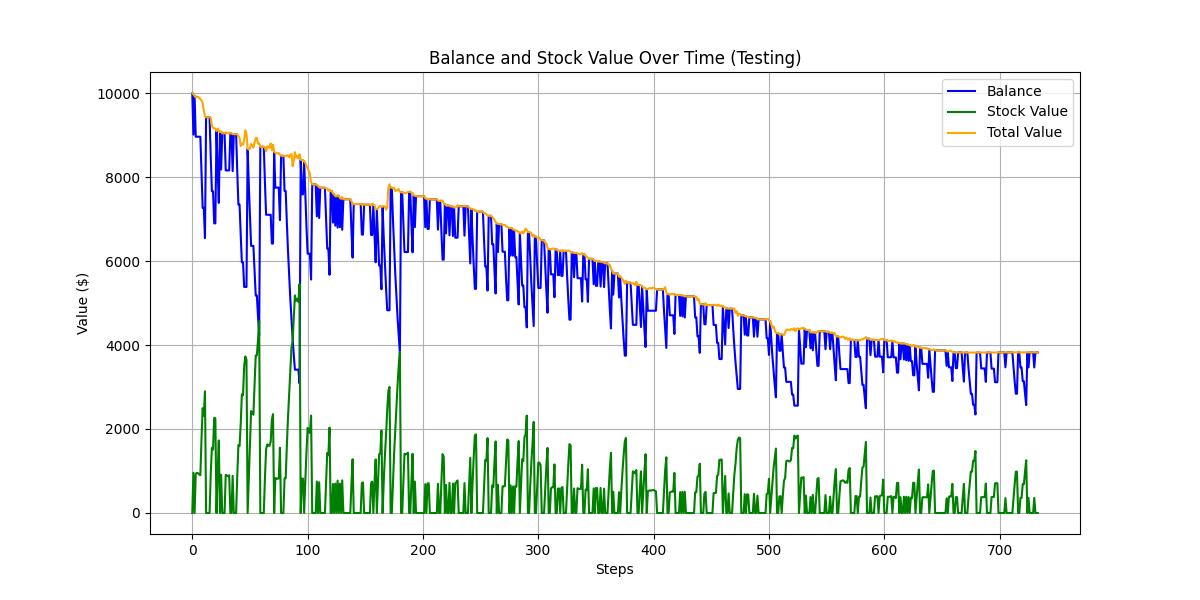 Balance and Stock Value Over Time (Testing)
Balance
Stock Value
Total Value
Value ($)
10000
8000
6000
4000
2000
0
0 100 200 300 400 500 600 700
Steps